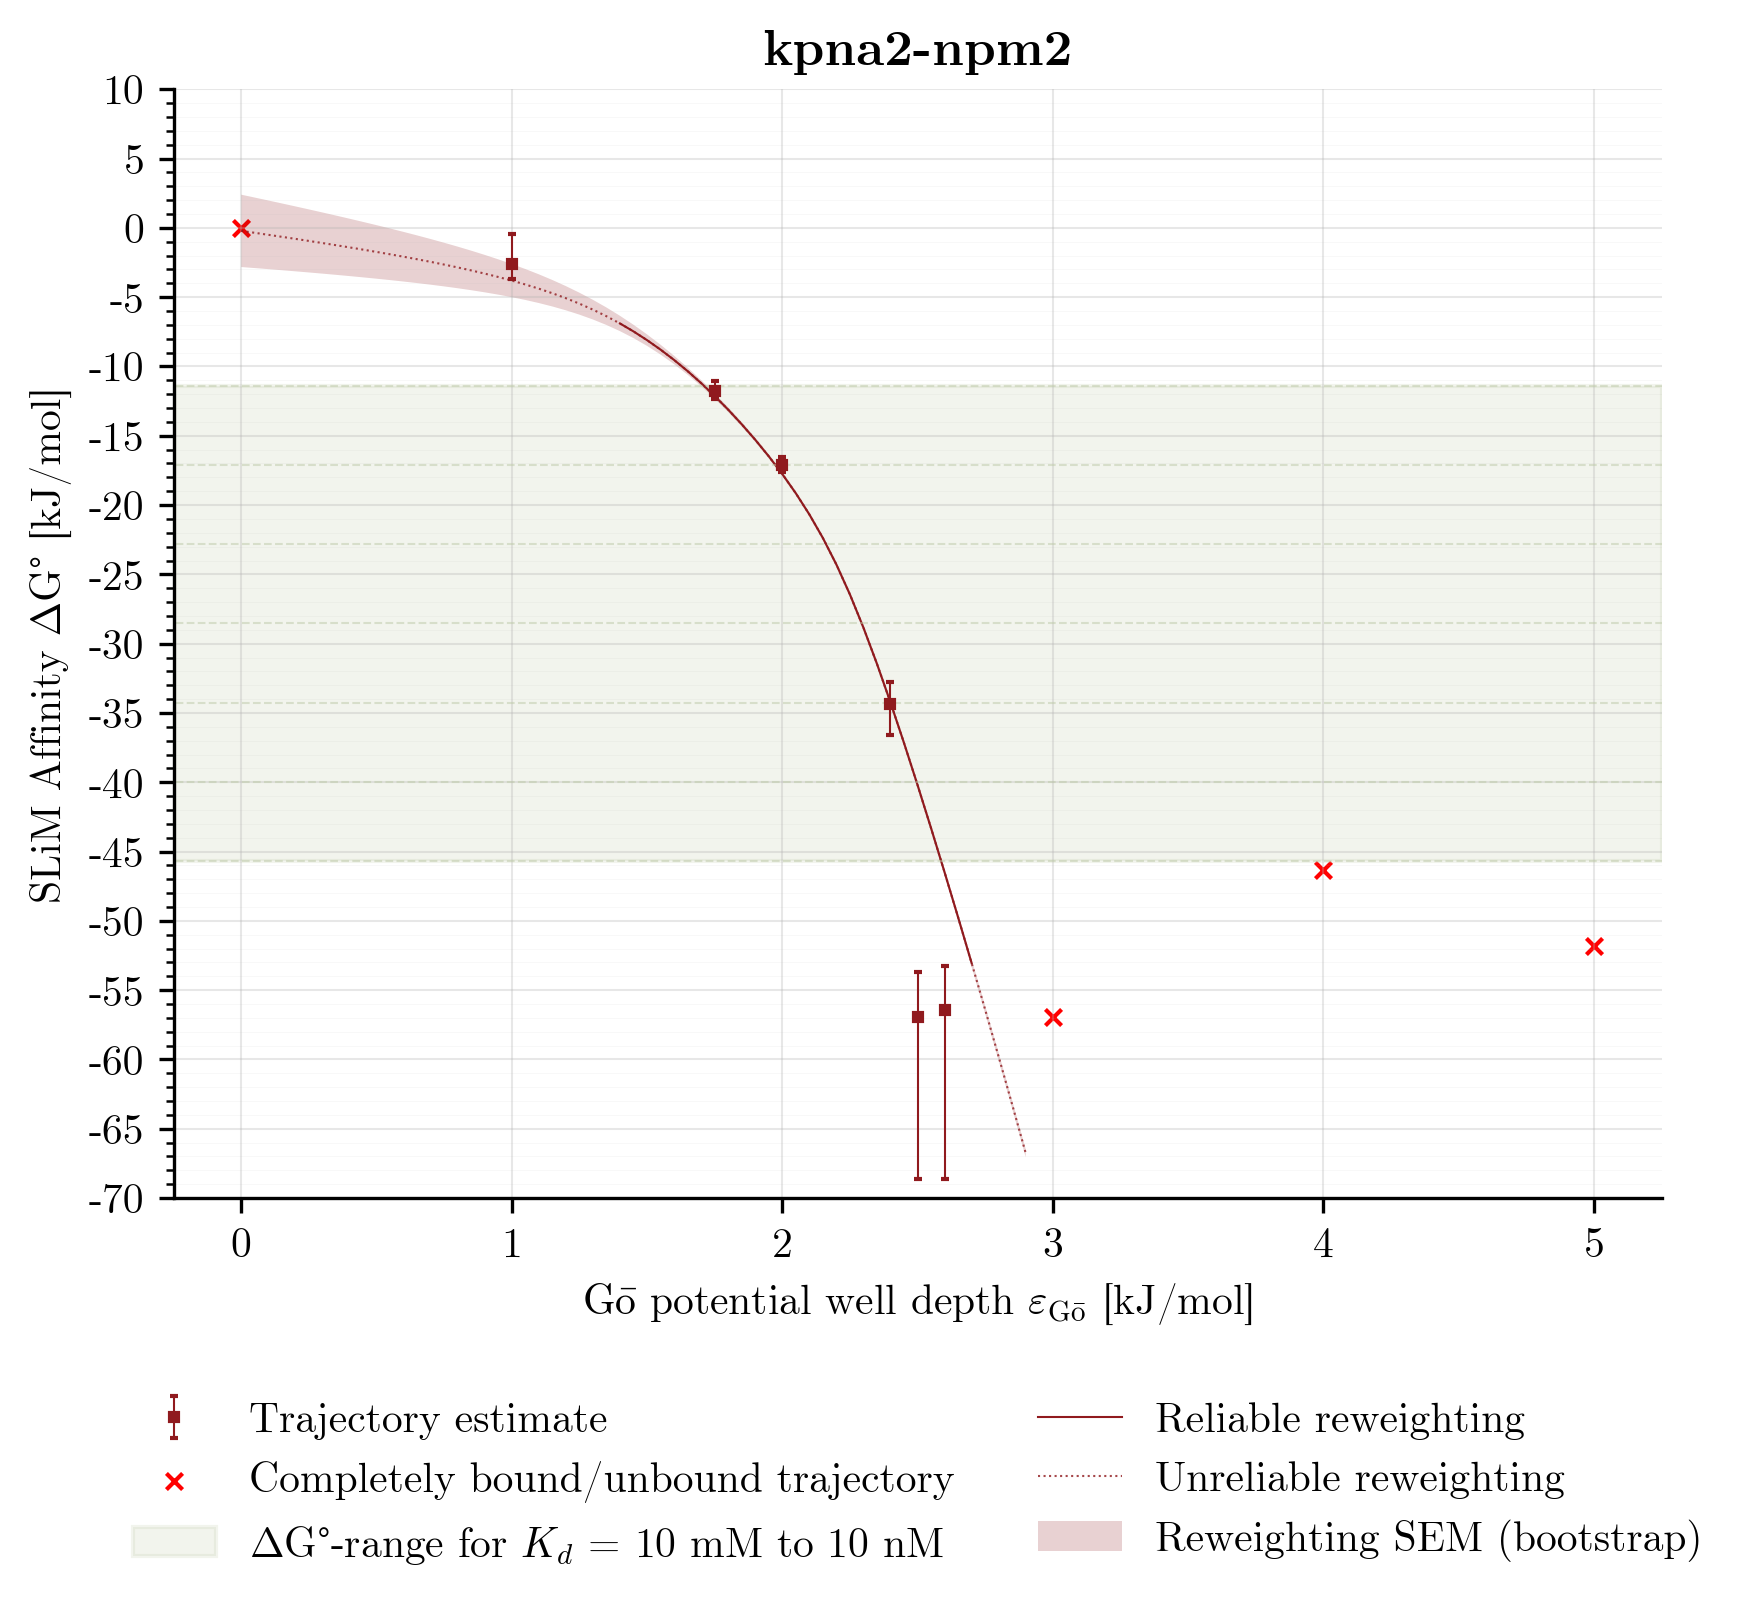 kpna2-npm2
10
5
0
-5
-10
-15
-20
-25
-30
-35
-40
-45
-50
-55
-60
-65
-70
SLiM Affinity ΔG° [kJ/mol]
0 1 2 3 4 5
Gō potential well depth ε_Gō [kJ/mol]
Trajectory estimate
Completely bound/unbound trajectory
ΔG°-range for K_d = 10 mM to 10 nM
Reliable reweighting
Unreliable reweighting
Reweighting SEM (bootstrap)